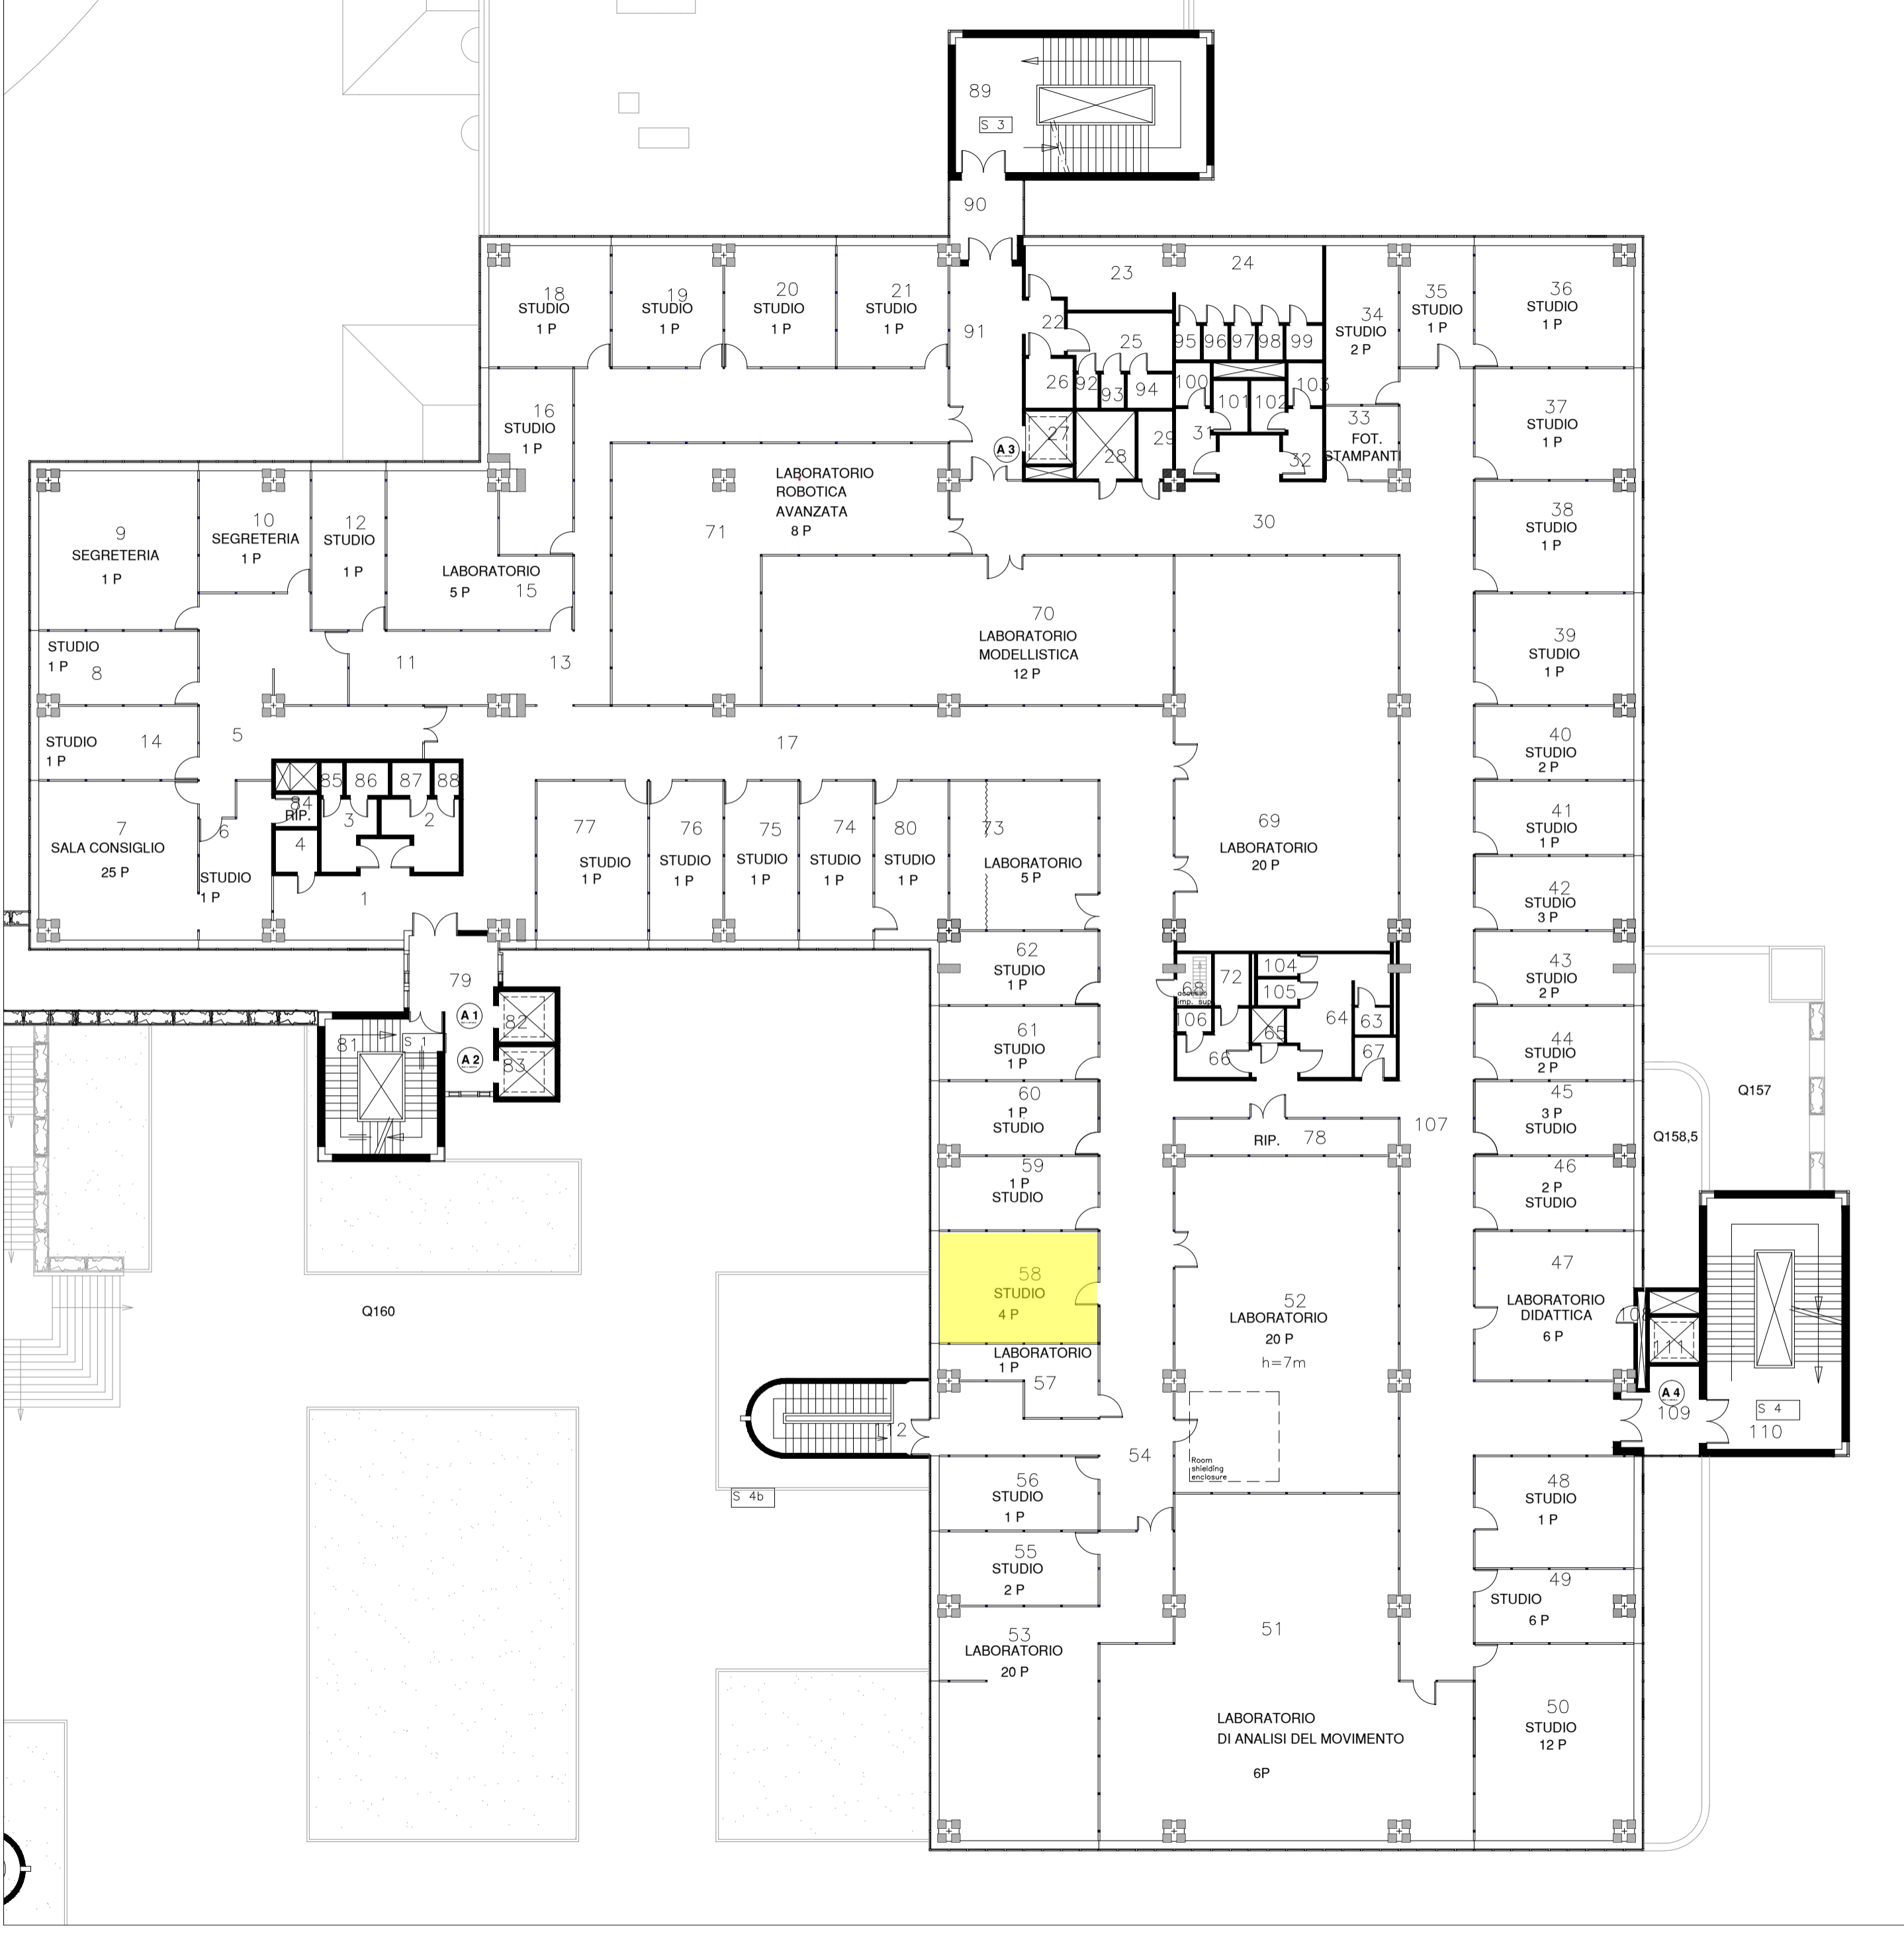 89
S 3
90
18
STUDIO
1 P
19
STUDIO
1 P
20
STUDIO
1 P
21
STUDIO
1 P
91
23
24
22
25
26
92
93
94
95
96
97
98
99
100
101
102
103
27
28
29
31
32
A 3
34
STUDIO
2 P
33
FOT.
STAMPANTI
35
STUDIO
1 P
36
STUDIO
1 P
37
STUDIO
1 P
38
STUDIO
1 P
39
STUDIO
1 P
40
STUDIO
2 P
41
STUDIO
1 P
42
STUDIO
3 P
43
STUDIO
2 P
44
STUDIO
2 P
45
3 P
STUDIO
46
2 P
STUDIO
47
LABORATORIO
DIDATTICA
6 P
16
STUDIO
1 P
9
SEGRETERIA
1 P
10
SEGRETERIA
1 P
12
STUDIO
1 P
LABORATORIO
5 P
15
LABORATORIO
ROBOTICA
AVANZATA
8 P
71
30
70
LABORATORIO
MODELLISTICA
12 P
STUDIO
1 P
8
11
13
STUDIO
1 P
14
5
17
7
SALA CONSIGLIO
25 P
6
STUDIO
1 P
84
RIP.
4
85
86
87
88
3
2
1
77
STUDIO
1 P
76
STUDIO
1 P
75
STUDIO
1 P
74
STUDIO
1 P
80
STUDIO
1 P
73
LABORATORIO
5 P
69
LABORATORIO
20 P
79
A 1
82
A 2
83
81
S 1
62
STUDIO
1 P
61
STUDIO
1 P
60
1 P
STUDIO
59
1 P
STUDIO
58
STUDIO
4 P
LABORATORIO
1 P
57
68
imp. sup.
72
104
105
106
65
64
63
66
67
107
RIP.
78
Q157
Q158,5
Q160
52
LABORATORIO
20 P
h=7m
Room
shielding
enclosure
111
A 4
109
S 4
110
12
S 4b
54
56
STUDIO
1 P
55
STUDIO
2 P
53
LABORATORIO
20 P
51
LABORATORIO
DI ANALISI DEL MOVIMENTO
6P
48
STUDIO
1 P
49
STUDIO
6 P
50
STUDIO
12 P